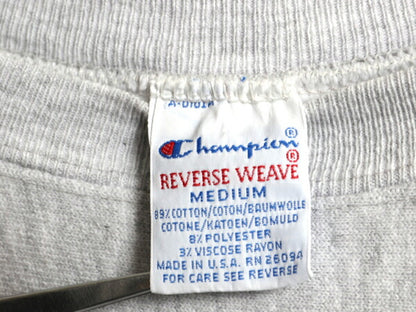 Champion®
REVERSE WEAVE®
MEDIUM
89% COTTON/COTON/BAUMWOLLE
COTONE/KATOEN/BOMULD
8% POLYESTER
3% VISCOSE RAYON
MADE IN U.S.A. RN 26094
FOR CARE SEE REVERSE